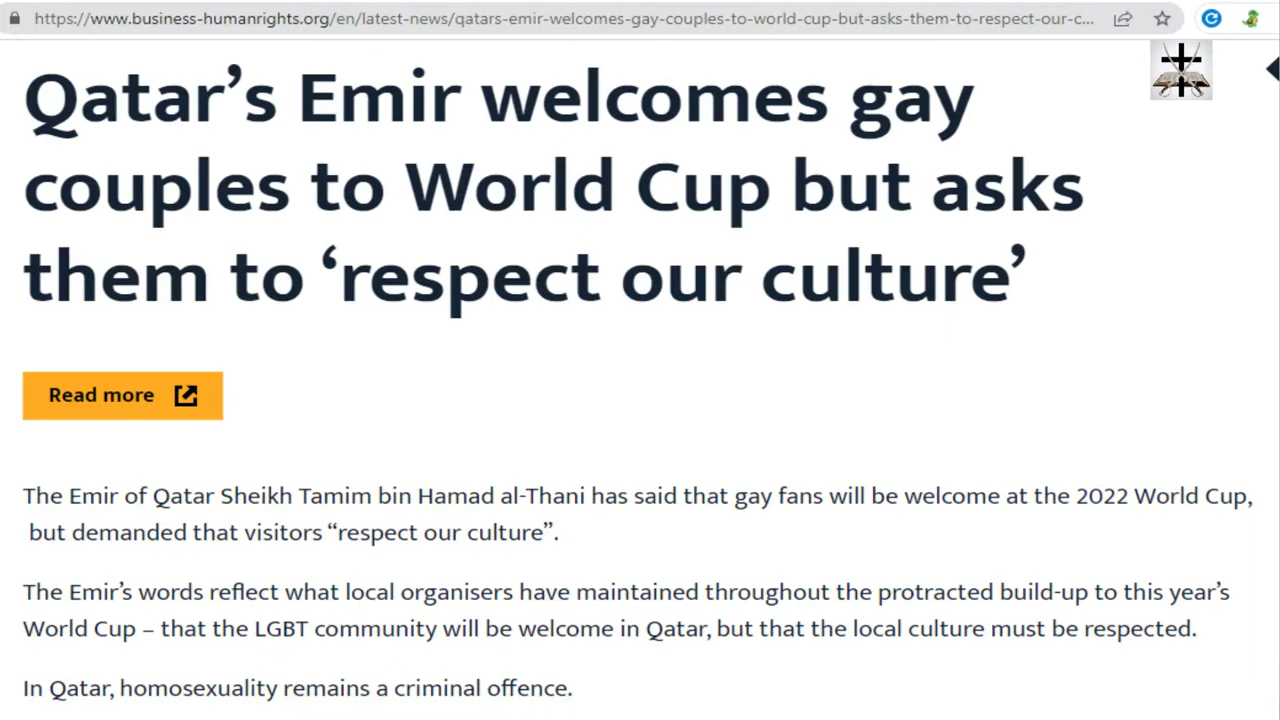 https://www.business-humanrights.org/en/latest-news/qatars-emir-welcomes-gay-couples-to-world-cup-but-asks-them-to-respect-our-c...
Qatar’s Emir welcomes gay
couples to World Cup but asks
them to ‘respect our culture’
Read more
The Emir of Qatar Sheikh Tamim bin Hamad al-Thani has said that gay fans will be welcome at the 2022 World Cup,
but demanded that visitors “respect our culture”.
The Emir’s words reflect what local organisers have maintained throughout the protracted build-up to this year’s
World Cup – that the LGBT community will be welcome in Qatar, but that the local culture must be respected.
In Qatar, homosexuality remains a criminal offence.